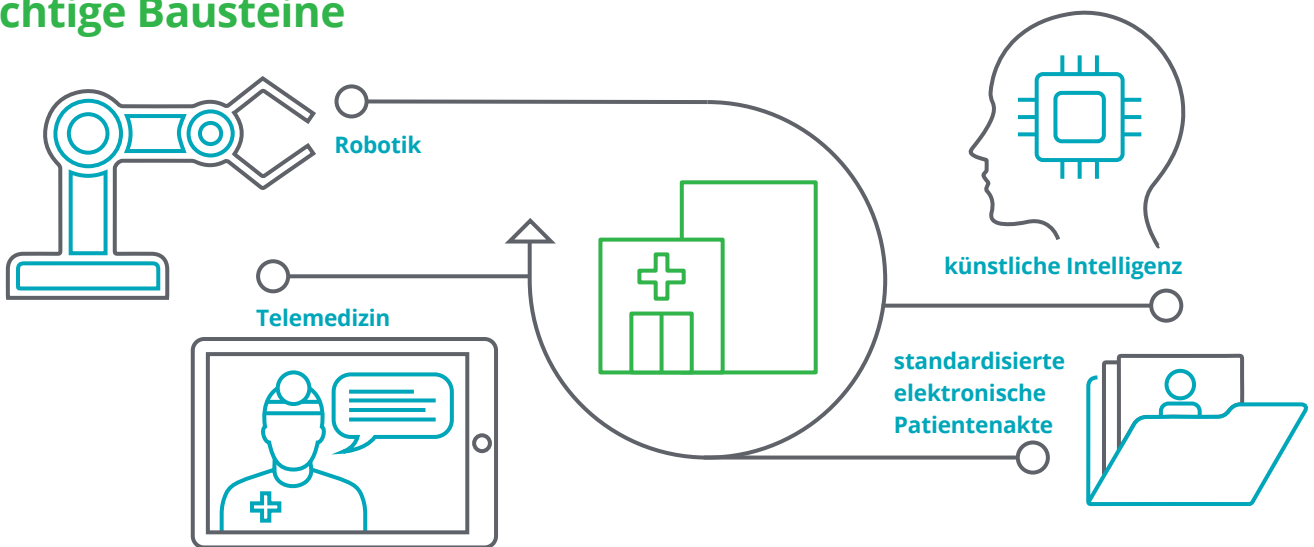 chtige Bausteine
Robotik
künstliche Intelligenz
Telemedizin
standardisierte
elektronische
Patientenakte